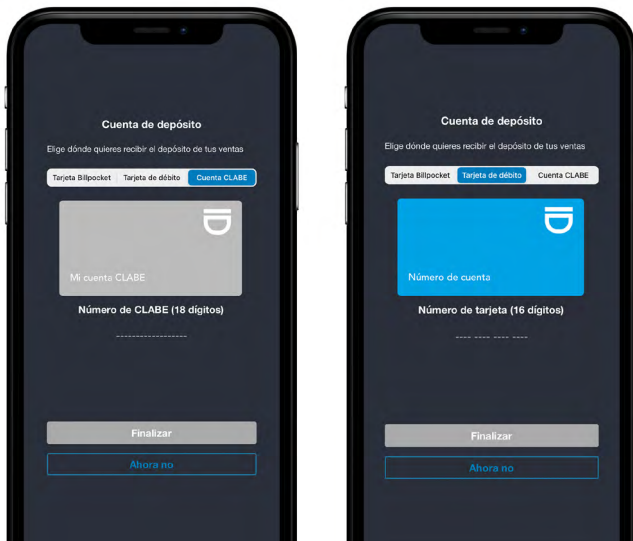 Cuenta de depósito
Elige dónde quieres recibir el depósito de tus ventas
Tarjeta Billpocket Tarjeta de débito Cuenta CLABE
Mi cuenta CLABE
Número de CLABE (18 dígitos)
------------------
Finalizar
Ahora no
Cuenta de depósito
Elige dónde quieres recibir el depósito de tus ventas
Tarjeta Billpocket Tarjeta de débito Cuenta CLABE
Número de cuenta
Número de tarjeta (16 dígitos)
---- ---- ---- ----
Finalizar
Ahora no